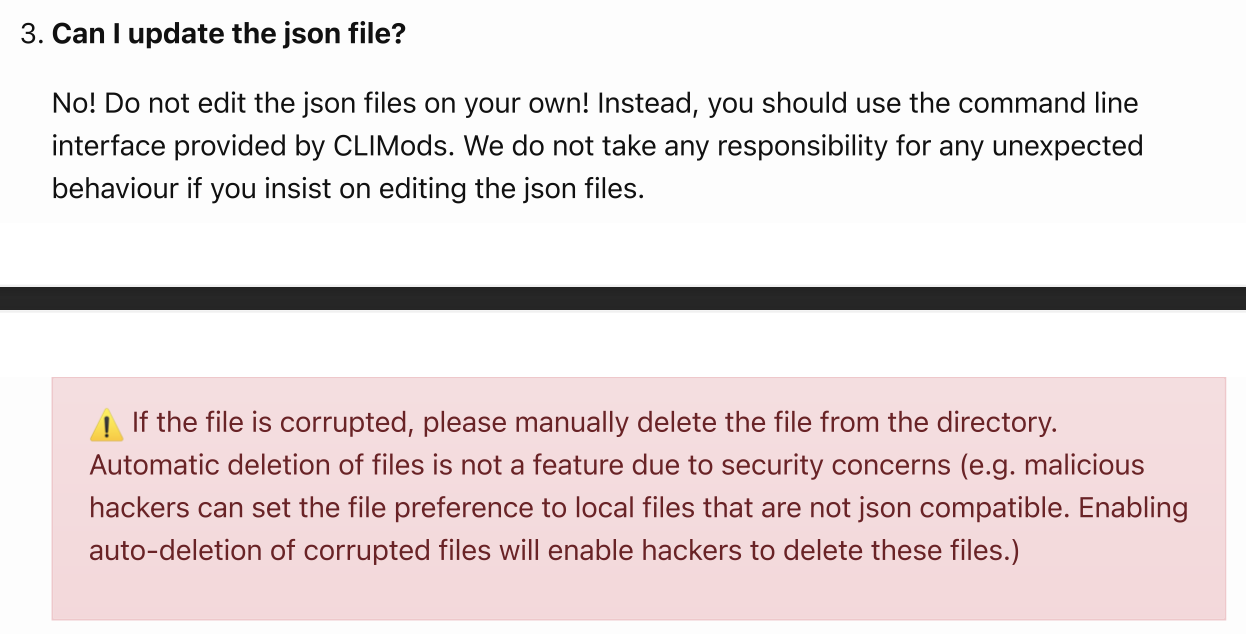 3. Can I update the json file?
No! Do not edit the json files on your own! Instead, you should use the command line
interface provided by CLIMods. We do not take any responsibility for any unexpected
behaviour if you insist on editing the json files.
⚠️ If the file is corrupted, please manually delete the file from the directory.
Automatic deletion of files is not a feature due to security concerns (e.g. malicious
hackers can set the file preference to local files that are not json compatible. Enabling
auto-deletion of corrupted files will enable hackers to delete these files.)